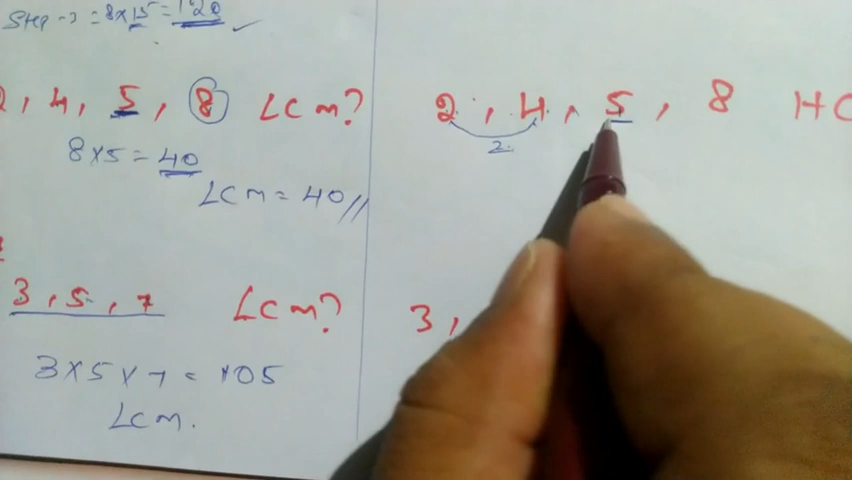 Step → = 8×15 = 120 ✓
2, 4, 5, 8 LCM?
8×5 = 40
LCM = 40//
3, 5, 7 LCM?
3×5×7 = 105
LCM.
2, 4, 5, 8 HC
2
3,